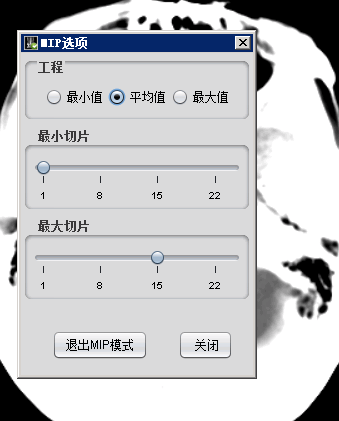 MIP选项
工程
最小值 平均值 最大值
最小切片
1 8 15 22
最大切片
1 8 15 22
退出MIP模式 关闭